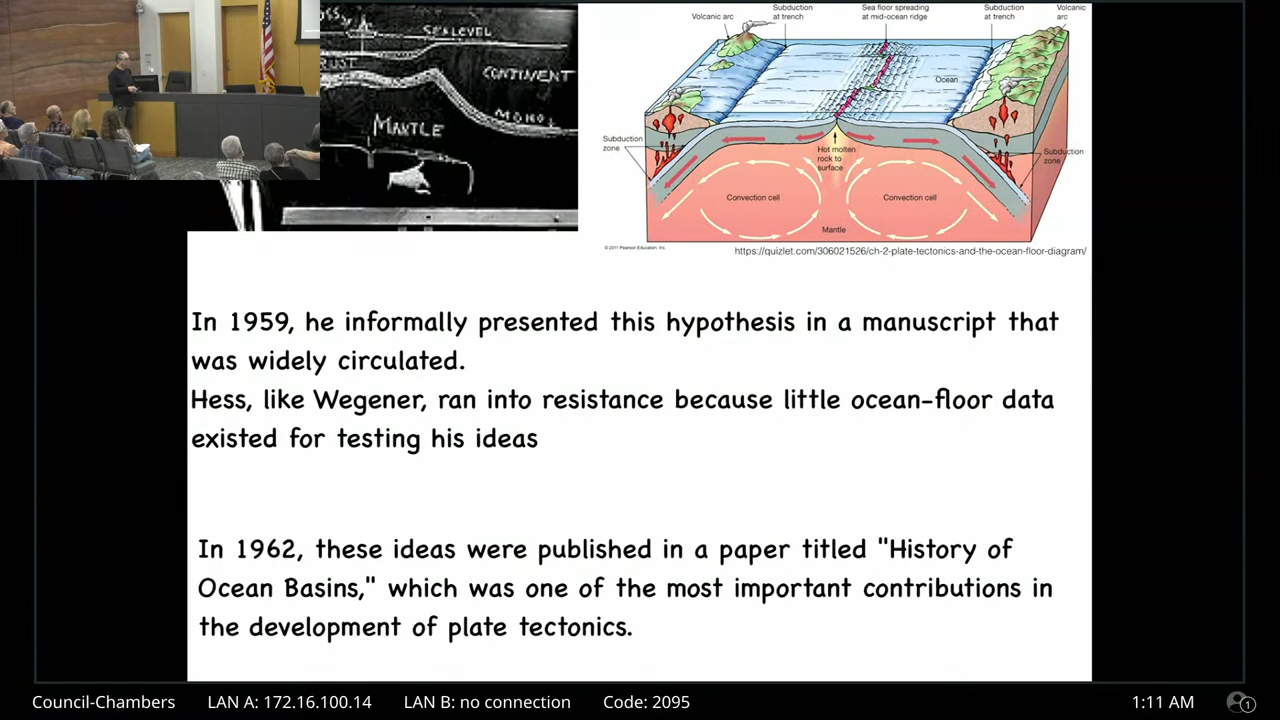 SEALEVEL
CONTINENT
MANTLE
Volcanic arc
Subduction
at trench
Sea floor spreading
at mid-ocean ridge
Subduction
at trench
Volcanic
arc
Ocean
Subduction
zone
Hot molten
rock to
surface
Subduction
zone
Convection cell
Convection cell
Mantle
© 2011 Pearson Education, Inc.
https://quizlet.com/306021526/ch-2-plate-tectonics-and-the-ocean-floor-diagram/
In 1959, he informally presented this hypothesis in a manuscript that
was widely circulated.
Hess, like Wegener, ran into resistance because little ocean-floor data
existed for testing his ideas
In 1962, these ideas were published in a paper titled "History of
Ocean Basins," which was one of the most important contributions in
the development of plate tectonics.
Council-Chambers LAN A: 172.16.100.14 LAN B: no connection Code: 2095 1:11 AM 1